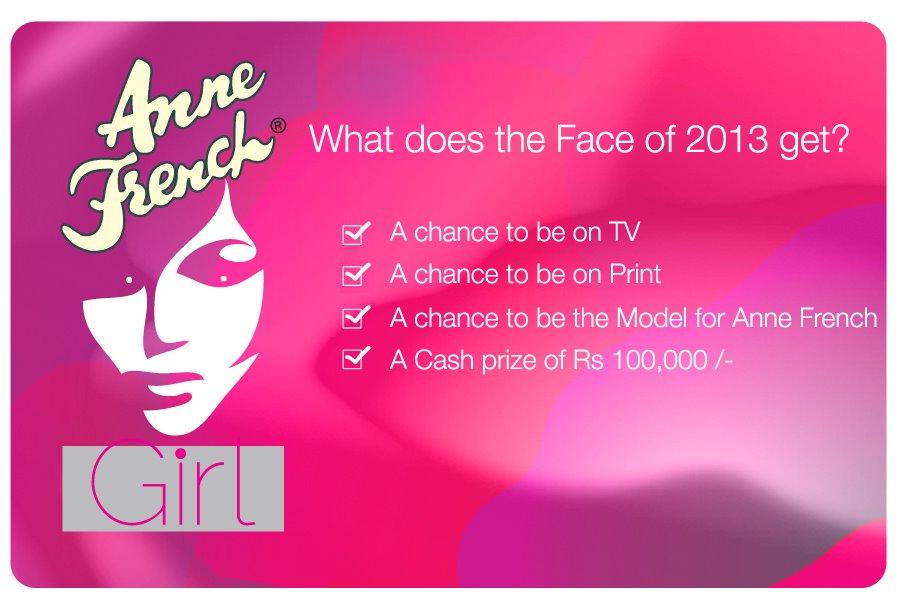 Anne
French®
Girl
What does the Face of 2013 get?
A chance to be on TV
A chance to be on Print
A chance to be the Model for Anne French
A Cash prize of Rs 100,000 /-